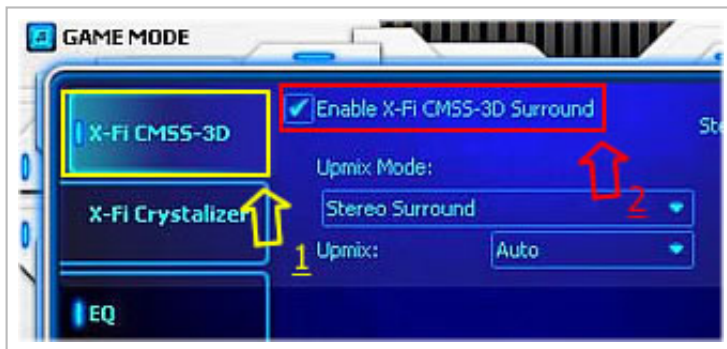 GAME MODE
X-Fi CMSS-3D
Enable X-Fi CMSS-3D Surround
Upmix Mode:
2
X-Fi Crystalizer
Stereo Surround
1
Upmix:
Auto
EQ